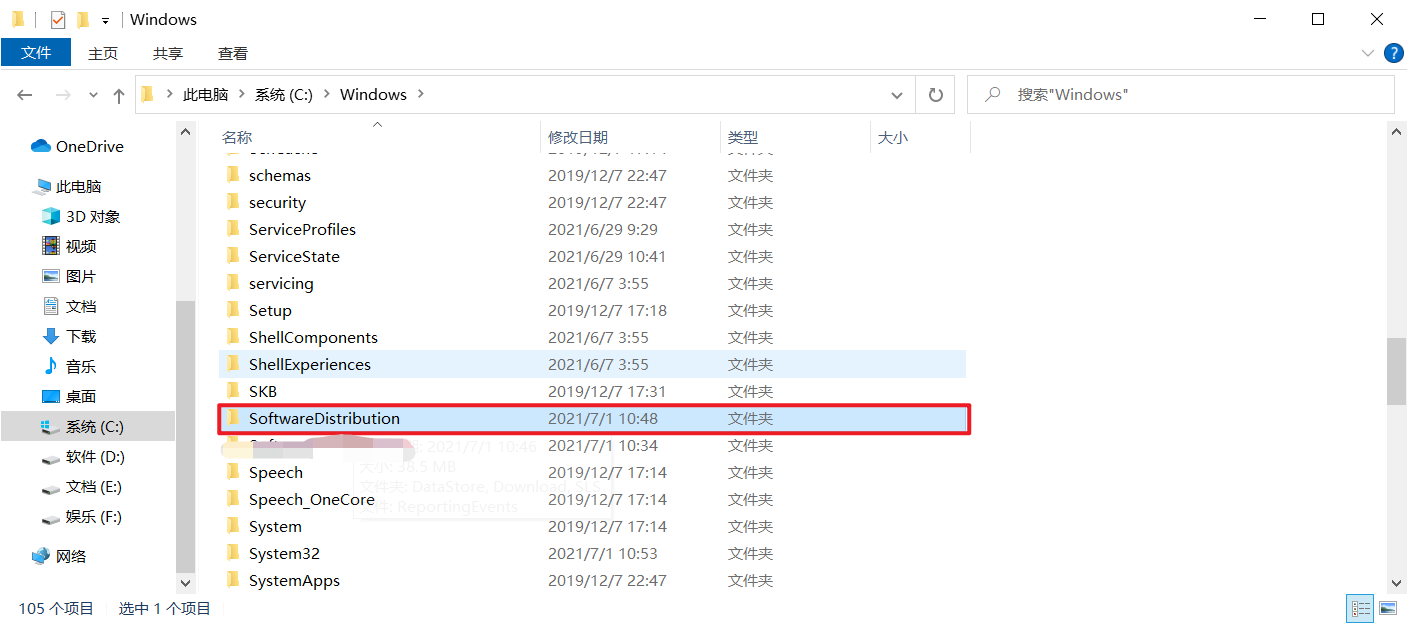 Windows
文件 主页 共享 查看
此电脑 系统 (C:) Windows 搜索"Windows"
名称 修改日期 类型 大小
OneDrive
此电脑
3D 对象
视频
图片
文档
下载
音乐
桌面
系统 (C:)
软件 (D:)
文档 (E:)
娱乐 (F:)
网络
schemas 2019/12/7 22:47 文件夹
security 2019/12/7 22:47 文件夹
ServiceProfiles 2021/6/29 9:29 文件夹
ServiceState 2021/6/29 10:41 文件夹
servicing 2021/6/7 3:55 文件夹
Setup 2019/12/7 17:18 文件夹
ShellComponents 2021/6/7 3:55 文件夹
ShellExperiences 2021/6/7 3:55 文件夹
SKB 2019/12/7 17:31 文件夹
SoftwareDistribution 2021/7/1 10:48 文件夹
2021/7/1 10:34 文件夹
2021/7/1 10:46
大小: 38.5 MB
文件夹: DataStore, Download, SLS
文件: ReportingEvents
Speech 2019/12/7 17:14 文件夹
Speech_OneCore 2019/12/7 17:14 文件夹
System 2019/12/7 17:14 文件夹
System32 2021/7/1 10:53 文件夹
SystemApps 2019/12/7 22:47 文件夹
105 个项目 选中 1 个项目